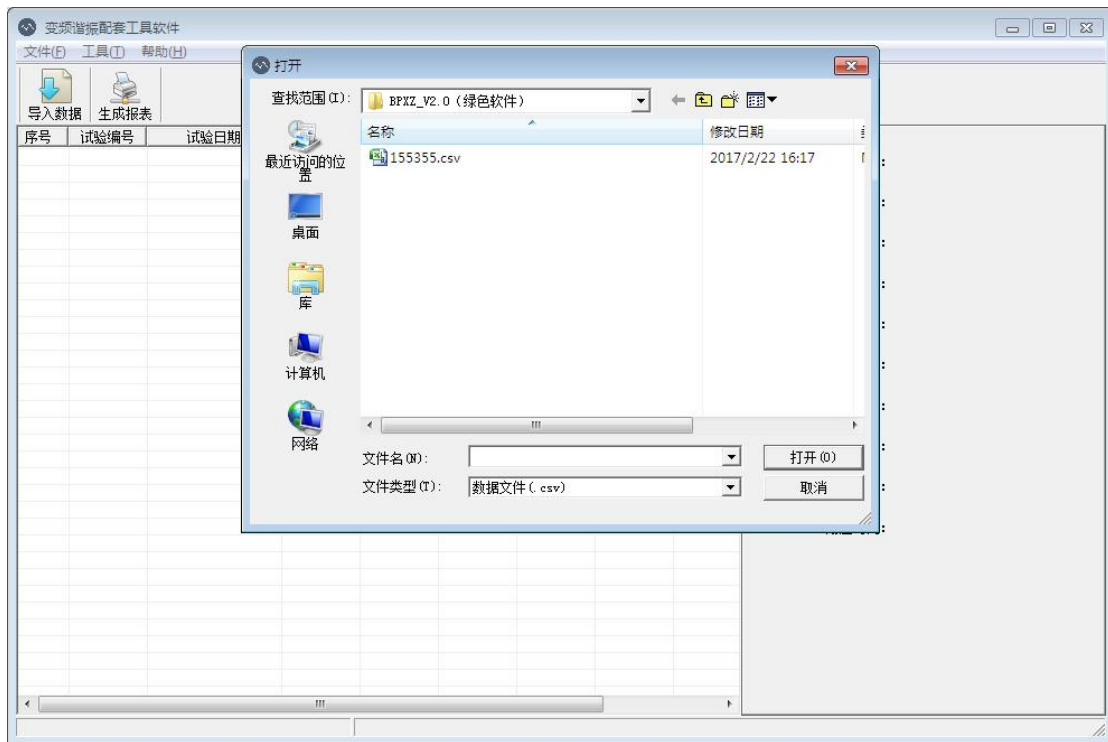 变频谐振配套工具软件
文件(F) 工具(T) 帮助(H)
导入数据 生成报表
序号 试验编号 试验日期
打开
查找范围(I): BPXZ_V2.0（绿色软件）
名称 修改日期
155355.csv 2017/2/22 16:17
最近访问的位
置
桌面
库
计算机
网络
文件名(N): 打开(O)
文件类型(T): 数据文件(.csv) 取消